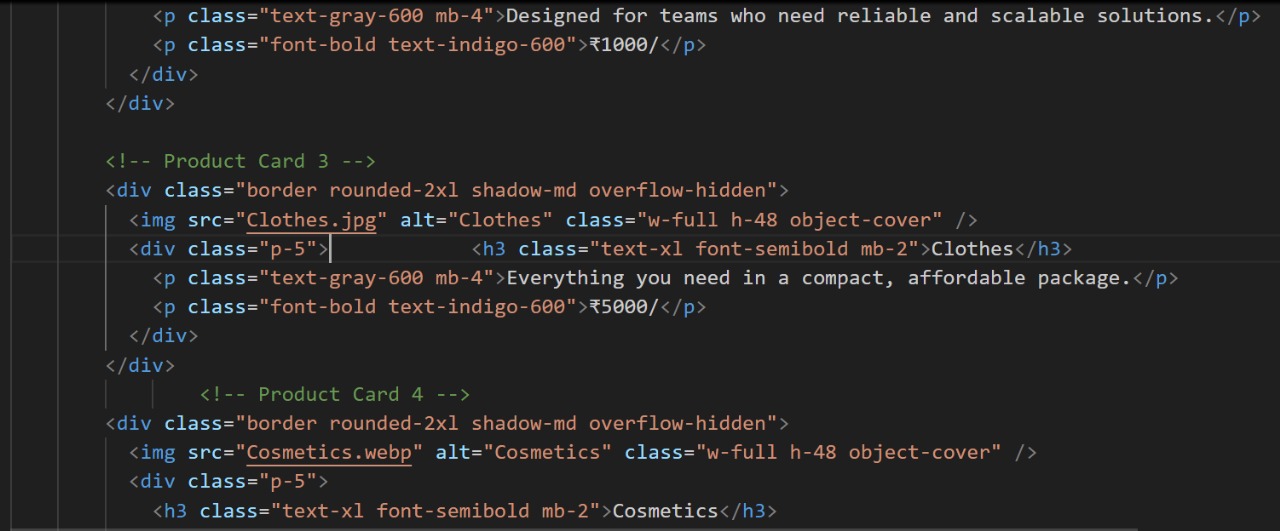 <p class="text-gray-600 mb-4">Designed for teams who need reliable and scalable solutions.</p>
<p class="font-bold text-indigo-600">₹1000/</p>
</div>
</div>
<!-- Product Card 3 -->
<div class="border rounded-2xl shadow-md overflow-hidden">
<img src="Clothes.jpg" alt="Clothes" class="w-full h-48 object-cover" />
<div class="p-5">            <h3 class="text-xl font-semibold mb-2">Clothes</h3>
<p class="text-gray-600 mb-4">Everything you need in a compact, affordable package.</p>
<p class="font-bold text-indigo-600">₹5000/</p>
</div>
</div>
<!-- Product Card 4 -->
<div class="border rounded-2xl shadow-md overflow-hidden">
<img src="Cosmetics.webp" alt="Cosmetics" class="w-full h-48 object-cover" />
<div class="p-5">
<h3 class="text-xl font-semibold mb-2">Cosmetics</h3>